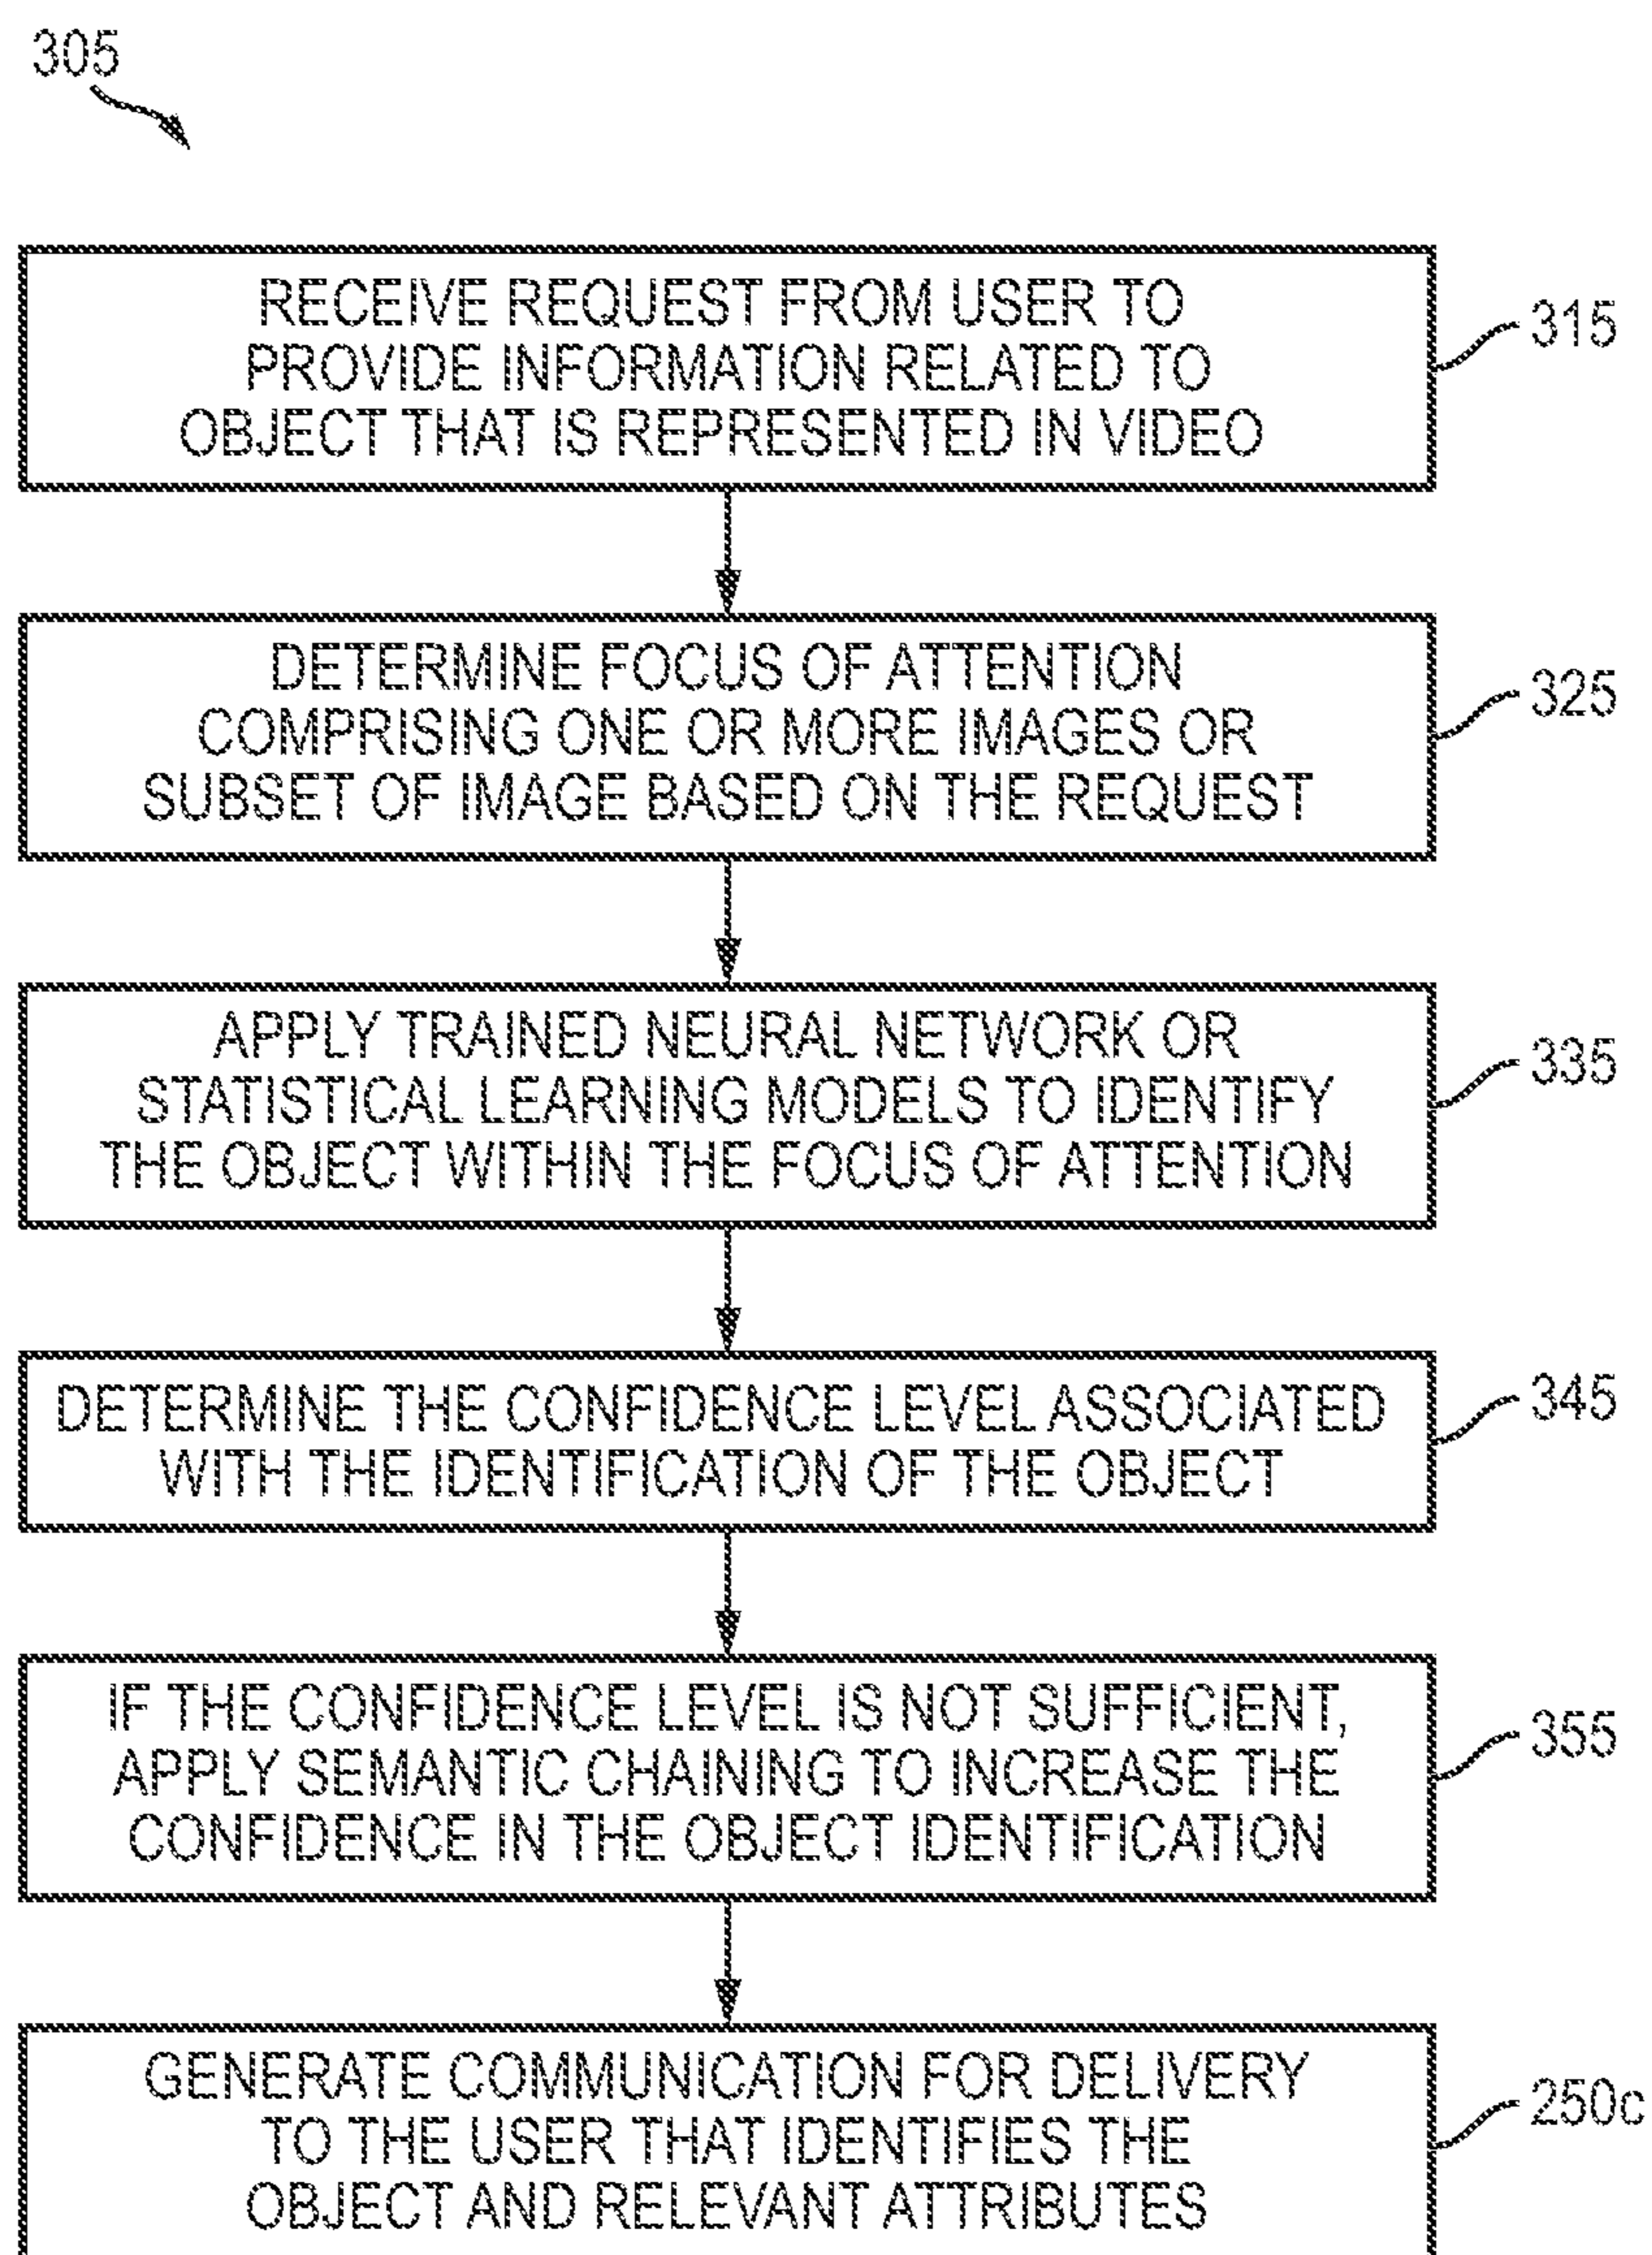 305
RECEIVE REQUEST FROM USER TO
PROVIDE INFORMATION RELATED TO
OBJECT THAT IS REPRESENTED IN VIDEO
315
DETERMINE FOCUS OF ATTENTION
COMPRISING ONE OR MORE IMAGES OR
SUBSET OF IMAGE BASED ON THE REQUEST
325
APPLY TRAINED NEURAL NETWORK OR
STATISTICAL LEARNING MODELS TO IDENTIFY
THE OBJECT WITHIN THE FOCUS OF ATTENTION
335
DETERMINE THE CONFIDENCE LEVEL ASSOCIATED
WITH THE IDENTIFICATION OF THE OBJECT
345
IF THE CONFIDENCE LEVEL IS NOT SUFFICIENT,
APPLY SEMANTIC CHAINING TO INCREASE THE
CONFIDENCE IN THE OBJECT IDENTIFICATION
355
GENERATE COMMUNICATION FOR DELIVERY
TO THE USER THAT IDENTIFIES THE
OBJECT AND RELEVANT ATTRIBUTES
250c